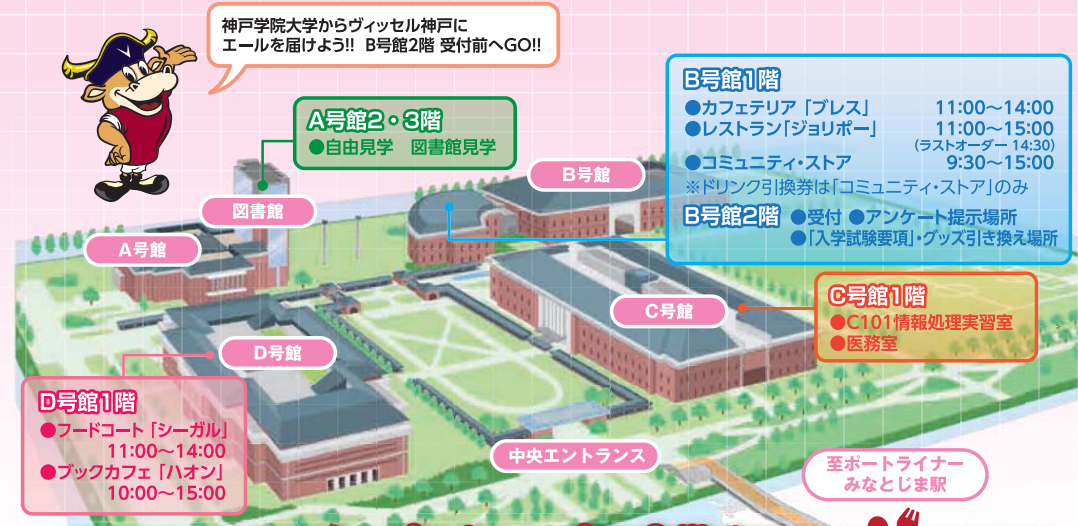 神戸学院大学からヴィッセル神戸に
エールを届けよう!! B号館2階 受付前へGO!!
A号館2・3階
●自由見学 図書館見学
B号館1階
●カフェテリア「ブレス」 11:00〜14:00
●レストラン「ジョリポー」 11:00〜15:00
(ラストオーダー 14:30)
●コミュニティ・ストア 9:30〜15:00
※ドリンク引換券は「コミュニティ・ストア」のみ
B号館2階 ●受付 ●アンケート提示場所
●「入学試験要項」・グッズ引き換え場所
B号館
図書館
A号館
C号館
C号館1階
●C101情報処理実習室
●医務室
D号館
D号館1階
●フードコート「シーガル」
11:00〜14:00
●ブックカフェ「ハオン」
10:00〜15:00
中央エントランス
至ポートライナー
みなとじま駅